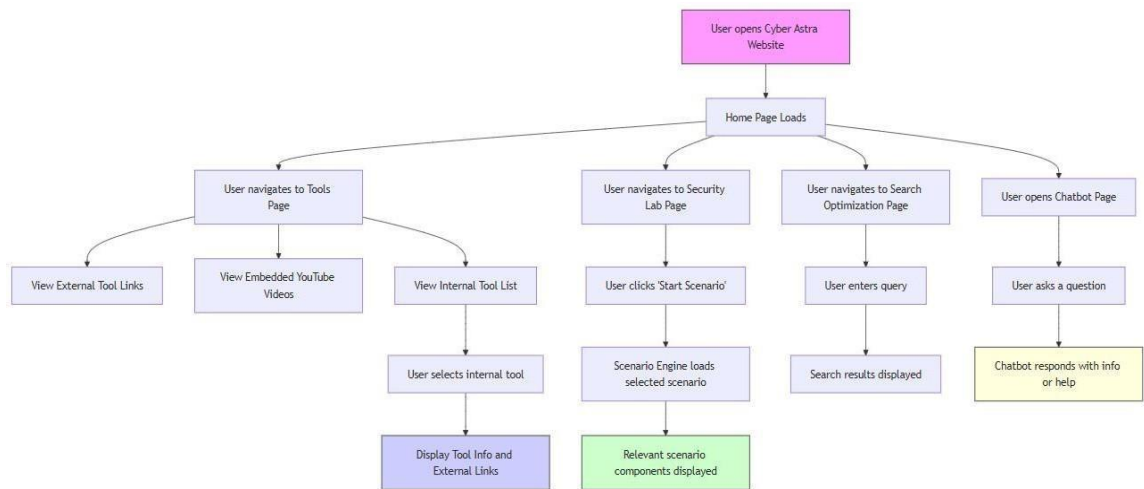 User opens Cyber Astra
Website
Home Page Loads
User navigates to Tools
Page
User navigates to Security
Lab Page
User navigates to Search
Optimization Page
User opens Chatbot Page
View External Tool Links
View Embedded YouTube
Videos
View Internal Tool List
User clicks 'Start Scenario'
User enters query
User asks a question
User selects internal tool
Scenario Engine loads
selected scenario
Search results displayed
Chatbot responds with info
or help
Display Tool Info and
External Links
Relevant scenario
components displayed